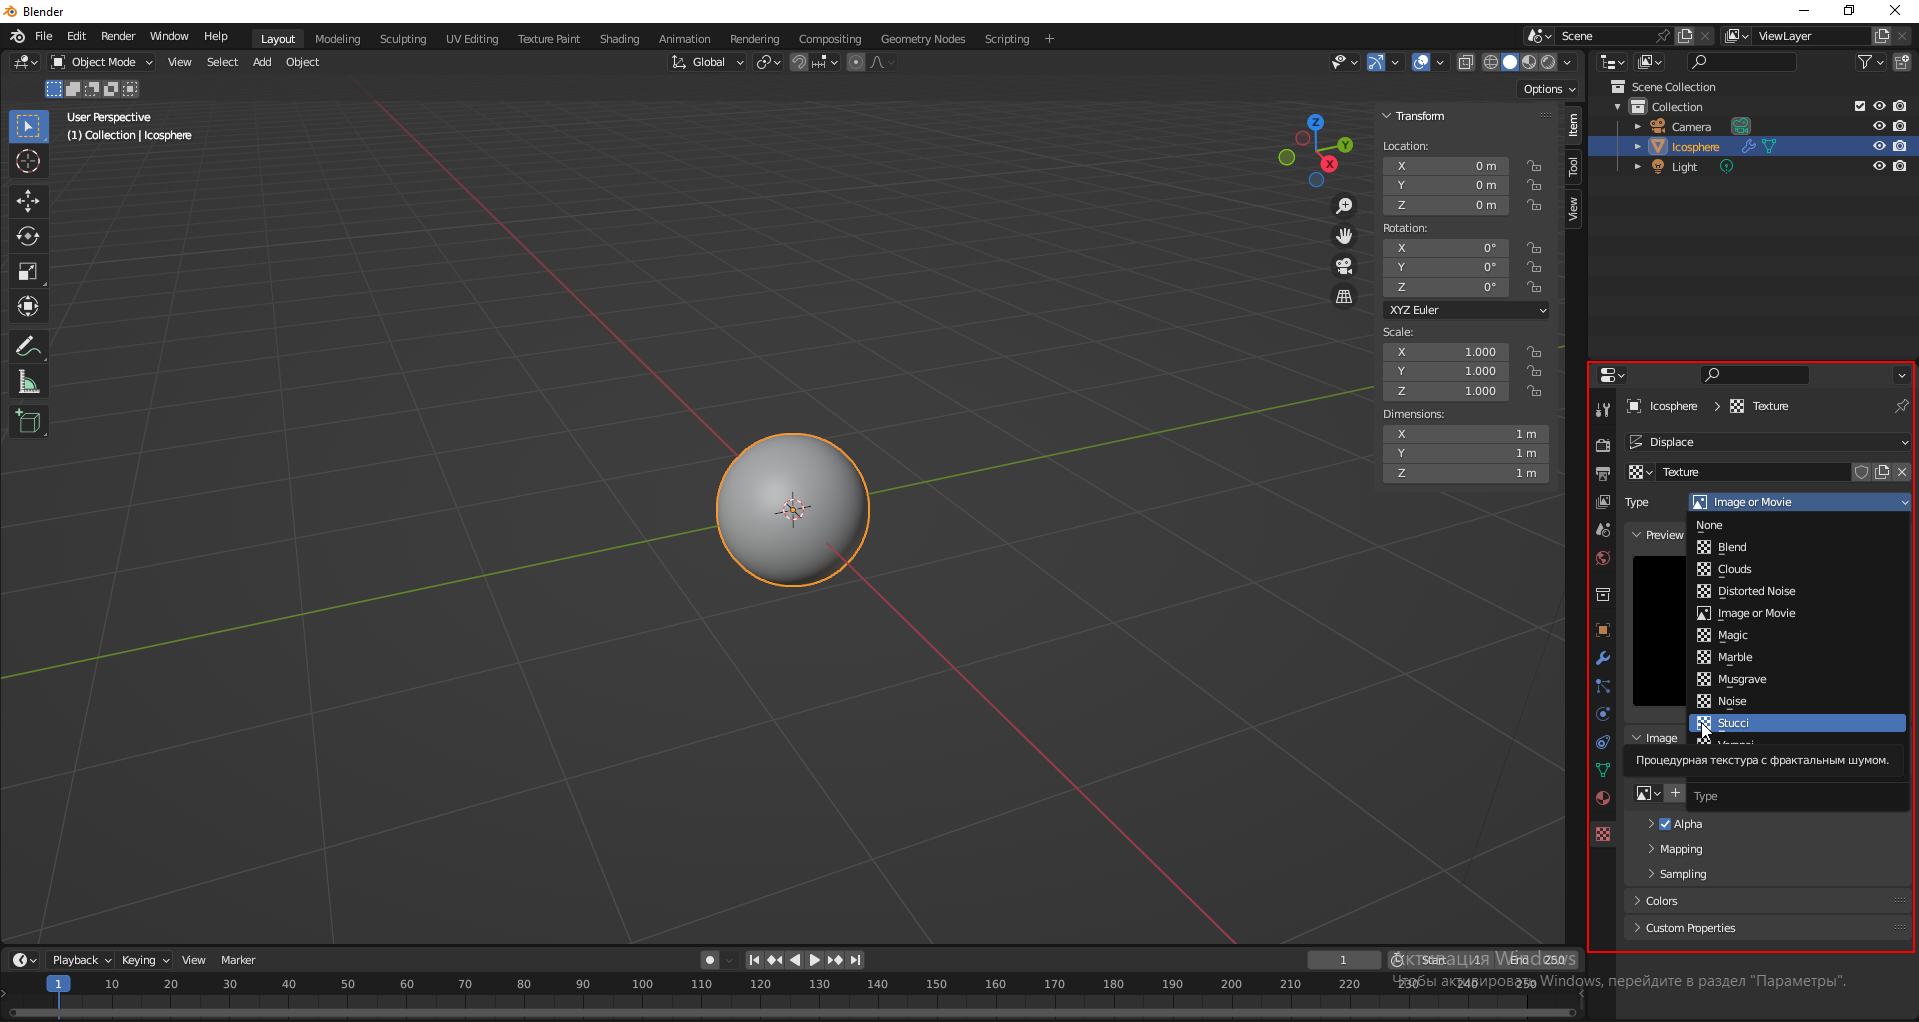 Blender
File Edit Render Window Help Layout Modeling Sculpting UV Editing Texture Paint Shading Animation Rendering Compositing Geometry Nodes Scripting + Scene ViewLayer
Object Mode View Select Add Object Global
Options
User Perspective
(1) Collection | Icosphere
Z
Y
X
Transform
Location:
X 0 m
Y 0 m
Z 0 m
Rotation:
X 0°
Y 0°
Z 0°
XYZ Euler
Scale:
X 1.000
Y 1.000
Z 1.000
Dimensions:
X 1 m
Y 1 m
Z 1 m
Item
Tool
View
Scene Collection
Collection
Camera
Icosphere
Light
Icosphere > Texture
Displace
Texture
Type Image or Movie
None
Preview
Blend
Clouds
Distorted Noise
Image or Movie
Magic
Marble
Musgrave
Noise
Stucci
Image
Процедурная текстура с фрактальным шумом.
Type
Alpha
Mapping
Sampling
Colors
Custom Properties
Playback Keying View Marker
1 Start 1 End 250
Активация Windows
Чтобы активировать Windows, перейдите в раздел "Параметры".
1 10 20 30 40 50 60 70 80 90 100 110 120 130 140 150 160 170 180 190 200 210 220 230 240 250